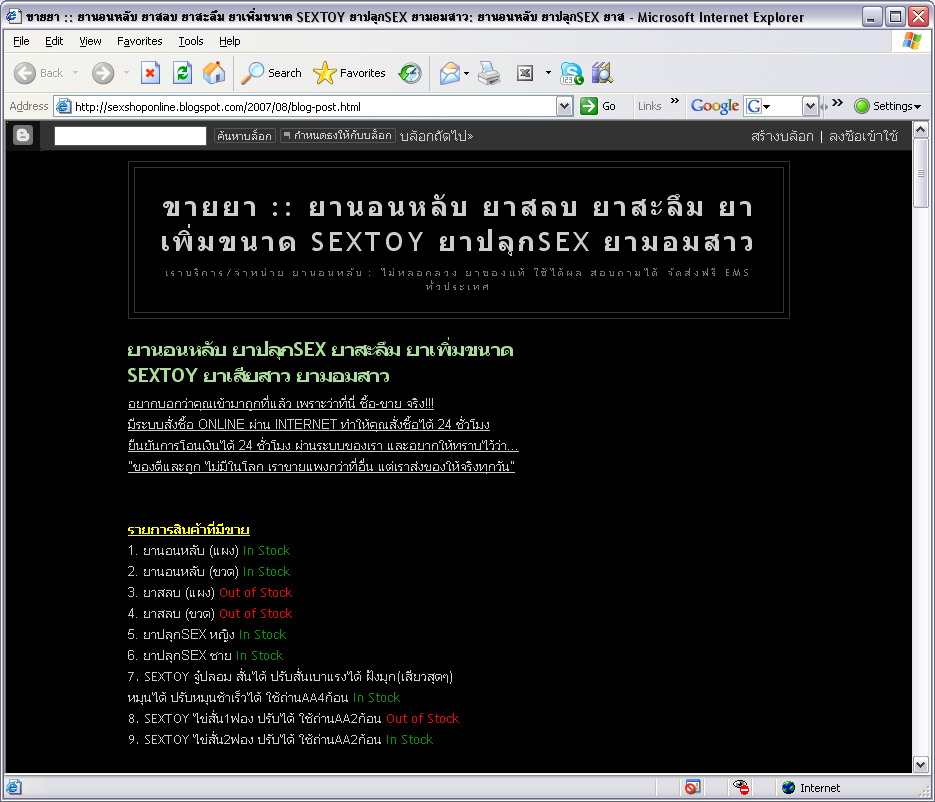 ขายยา :: ยานอนหลับ ยาสลบ ยาสะลึม ยาเพิ่มขนาด SEXTOY ยาปลุกSEX ยามอมสาว: ยานอนหลับ ยาปลุกSEX ยาส - Microsoft Internet Explorer
File Edit View Favorites Tools Help
Back Search Favorites
Address http://sexshoponline.blogspot.com/2007/08/blog-post.html Go Links » Google G Settings
ค้นหาบล็อก กำหนดธงให้กับบล็อก บล็อกถัดไป» สร้างบล็อก | ลงชื่อเข้าใช้
ขายยา :: ยานอนหลับ ยาสลบ ยาสะลึม ยา
เพิ่มขนาด SEXTOY ยาปลุกSEX ยามอมสาว
เราบริการ/จำหน่าย ยานอนหลับ : ไม่หลอกลวง ยาของแท้ ใช้ได้ผล สอบถามได้ จัดส่งฟรี EMS
ทั่วประเทศ
ยานอนหลับ ยาปลุกSEX ยาสะลึม ยาเพิ่มขนาด
SEXTOY ยาเสียสาว ยามอมสาว
อยากบอกว่าคุณเข้ามาถูกที่แล้ว เพราะว่าที่นี่ ซื้อ-ขาย จริง!!!
มีระบบสั่งซื้อ ONLINE ผ่าน INTERNET ทำให้คุณสั่งซื้อได้ 24 ชั่วโมง
ยืนยันการโอนเงินได้ 24 ชั่วโมง ผ่านระบบของเรา และอยากให้ทราบไว้ว่า...
"ของดีและถูก ไม่มีในโลก เราขายแพงกว่าที่อื่น แต่เราส่งของให้จริงทุกวัน"
รายการสินค้าที่มีขาย
1. ยานอนหลับ (แผง) In Stock
2. ยานอนหลับ (ขวด) In Stock
3. ยาสลบ (แผง) Out of Stock
4. ยาสลบ (ขวด) Out of Stock
5. ยาปลุกSEX หญิง In Stock
6. ยาปลุกSEX ชาย In Stock
7. SEXTOY จู๋ปลอม สั่นได้ ปรับสั่นเบาแรงได้ ฝังมุก(เสียวสุดๆ)
หมุนได้ ปรับหมุนช้าเร็วได้ ใช้ถ่านAA4ก้อน In Stock
8. SEXTOY ไข่สั่น1ฟอง ปรับได้ ใช้ถ่านAA2ก้อน Out of Stock
9. SEXTOY ไข่สั่น2ฟอง ปรับได้ ใช้ถ่านAA2ก้อน In Stock
Internet